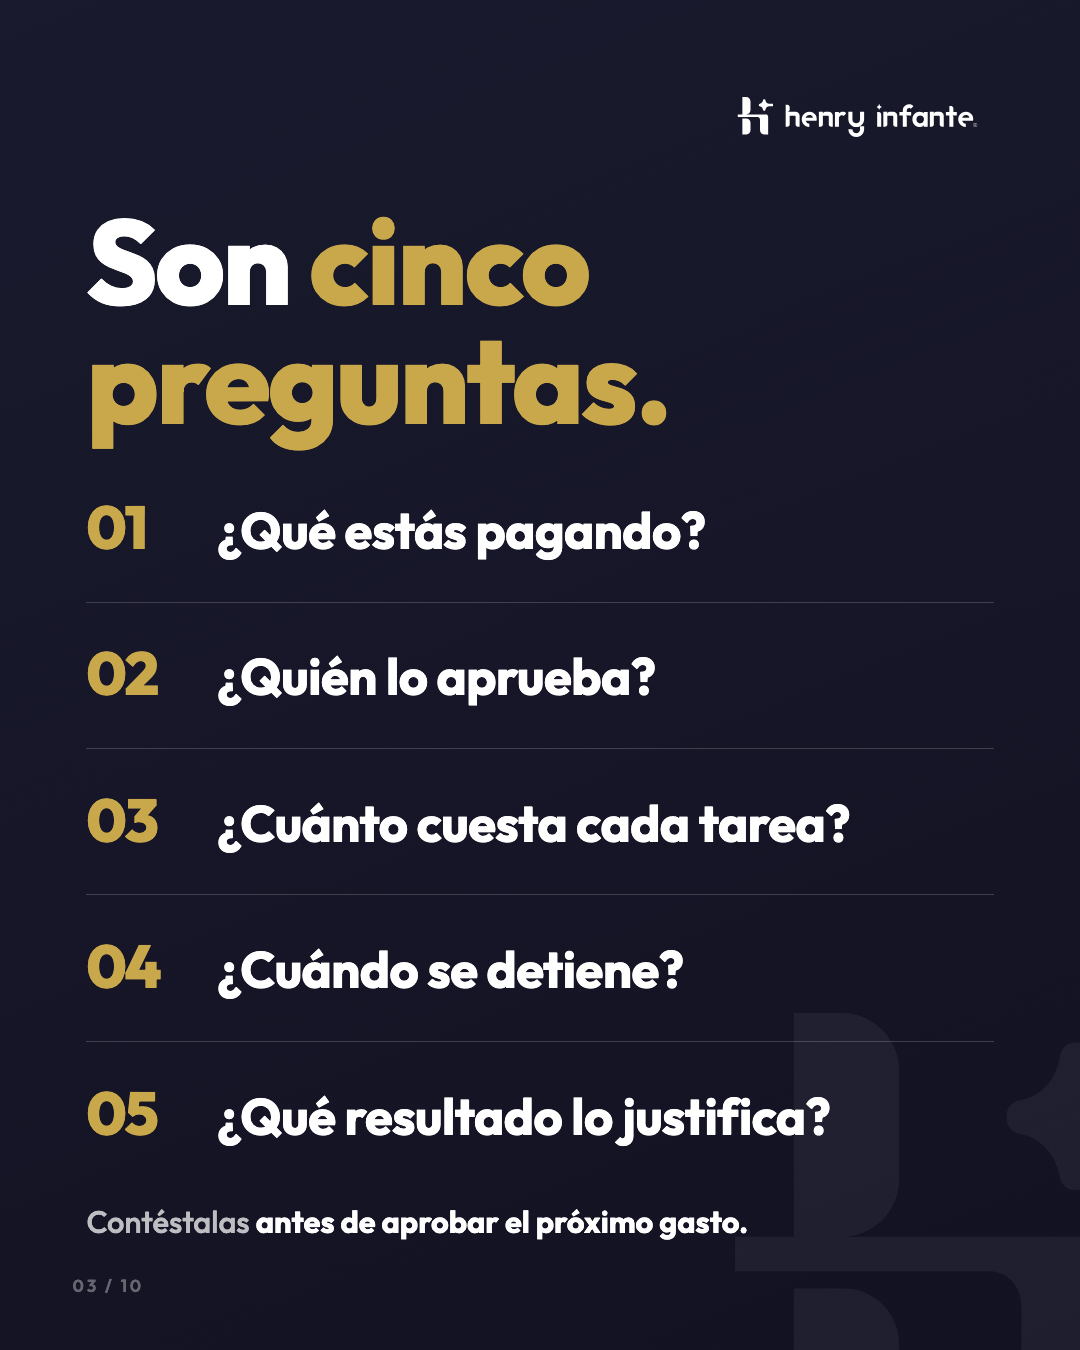 henry infante
Son cinco
preguntas.
01 ¿Qué estás pagando?
02 ¿Quién lo aprueba?
03 ¿Cuánto cuesta cada tarea?
04 ¿Cuándo se detiene?
05 ¿Qué resultado lo justifica?
Contéstalas antes de aprobar el próximo gasto.
03 / 10